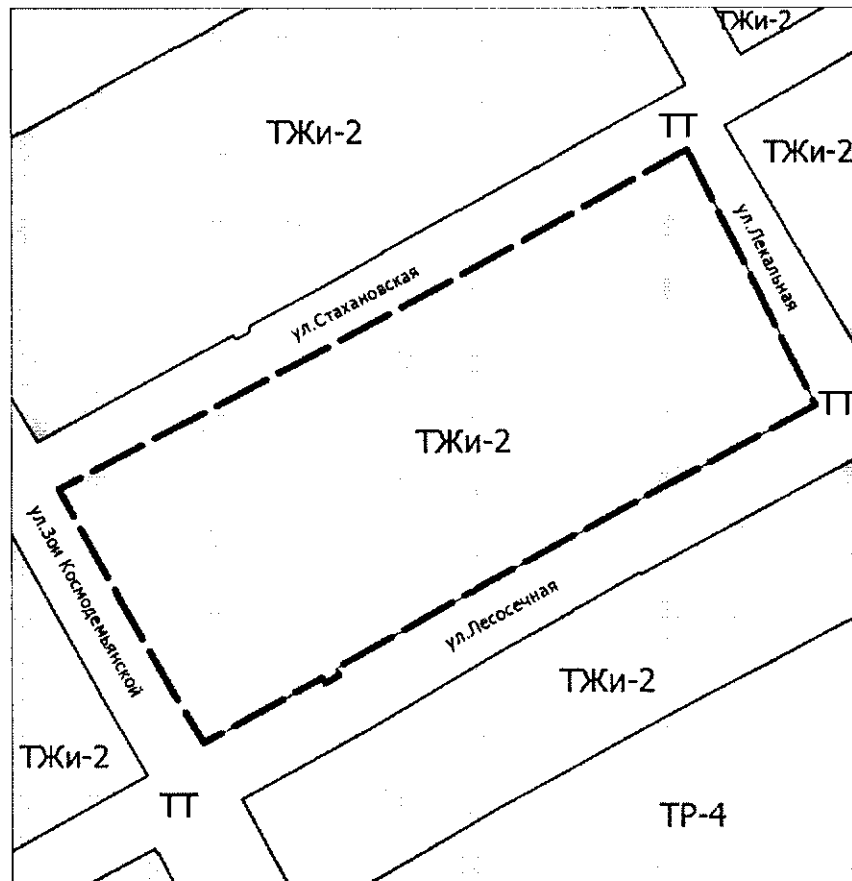 ТЖи-2
ТЖи-2
ТТ
ТЖи-2
ул.Лекальная
ул.Стахановская
ТТ
ТЖи-2
ул.Зои Космодемьянской
ул.Лесосечная
ТЖи-2
ТЖи-2
ТТ
ТР-4